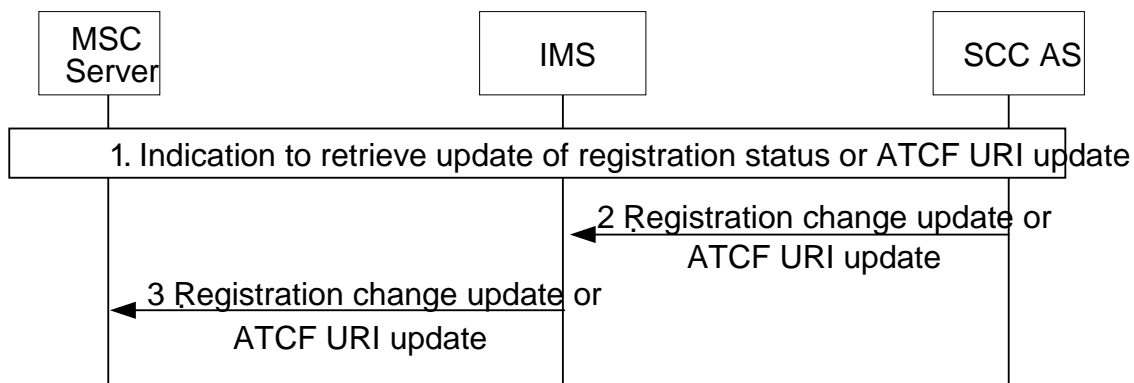 MSC
Server
IMS
SCC AS
1. Indication to retrieve update of registration status or ATCF URI update
2. Registration change update or
ATCF URI update
3. Registration change update or
ATCF URI update